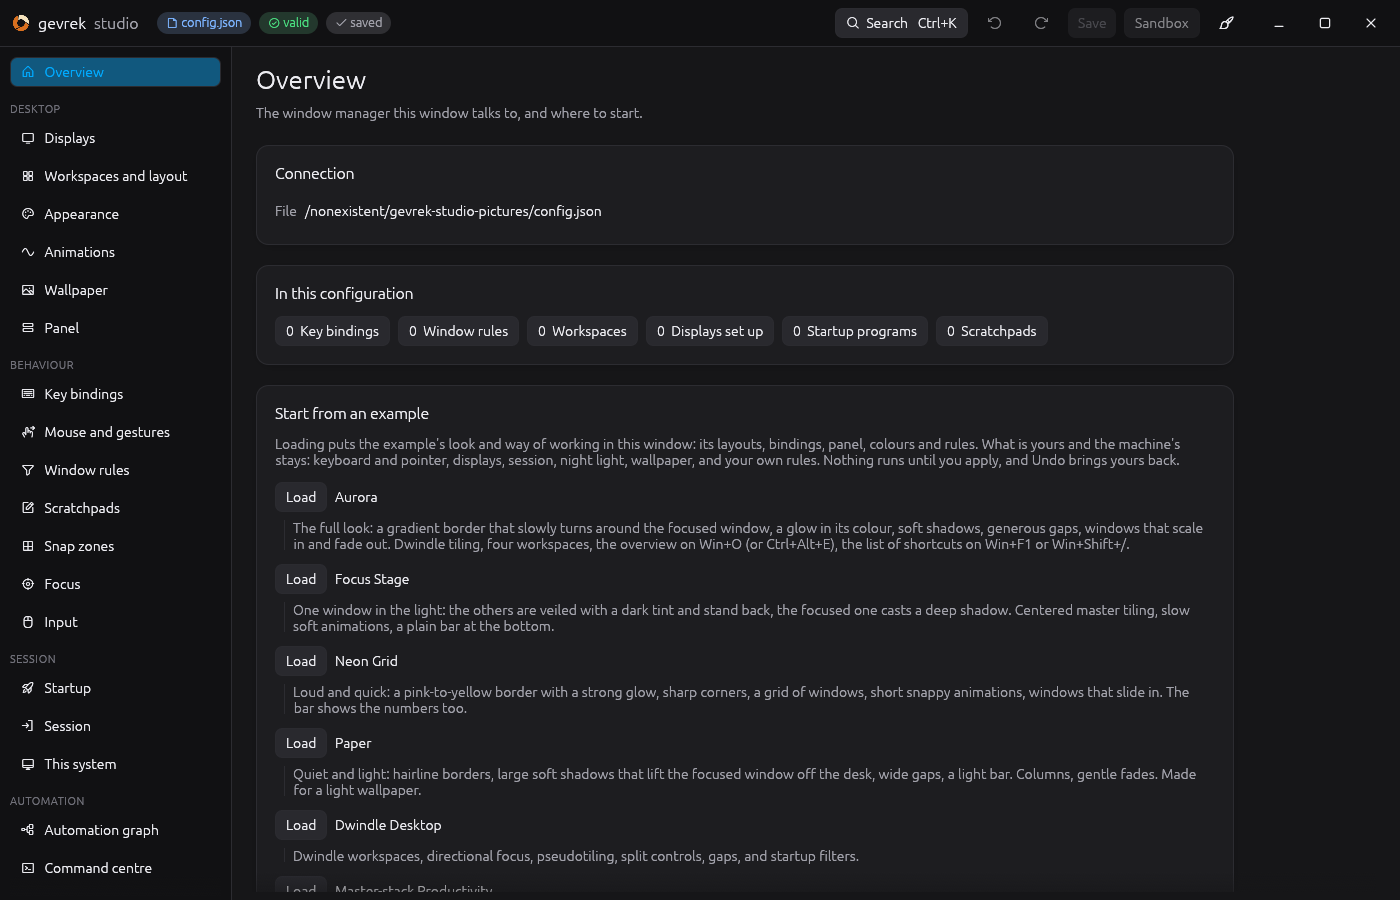 gevrek studio
config.json
valid
saved
Search Ctrl+K
Save
Sandbox
Overview
DESKTOP
Displays
Workspaces and layout
Appearance
Animations
Wallpaper
Panel
BEHAVIOUR
Key bindings
Mouse and gestures
Window rules
Scratchpads
Snap zones
Focus
Input
SESSION
Startup
Session
This system
AUTOMATION
Automation graph
Command centre
Overview
The window manager this window talks to, and where to start.
Connection
File /nonexistent/gevrek-studio-pictures/config.json
In this configuration
0 Key bindings
0 Window rules
0 Workspaces
0 Displays set up
0 Startup programs
0 Scratchpads
Start from an example
Loading puts the example's look and way of working in this window: its layouts, bindings, panel, colours and rules. What is yours and the machine's
stays: keyboard and pointer, displays, session, night light, wallpaper, and your own rules. Nothing runs until you apply, and Undo brings yours back.
Load Aurora
The full look: a gradient border that slowly turns around the focused window, a glow in its colour, soft shadows, generous gaps, windows that scale
in and fade out. Dwindle tiling, four workspaces, the overview on Win+O (or Ctrl+Alt+E), the list of shortcuts on Win+F1 or Win+Shift+/.
Load Focus Stage
One window in the light: the others are veiled with a dark tint and stand back, the focused one casts a deep shadow. Centered master tiling, slow
soft animations, a plain bar at the bottom.
Load Neon Grid
Loud and quick: a pink-to-yellow border with a strong glow, sharp corners, a grid of windows, short snappy animations, windows that slide in. The
bar shows the numbers too.
Load Paper
Quiet and light: hairline borders, large soft shadows that lift the focused window off the desk, wide gaps, a light bar. Columns, gentle fades. Made
for a light wallpaper.
Load Dwindle Desktop
Dwindle workspaces, directional focus, pseudotiling, split controls, gaps, and startup filters.
Load Master-stack Productivity